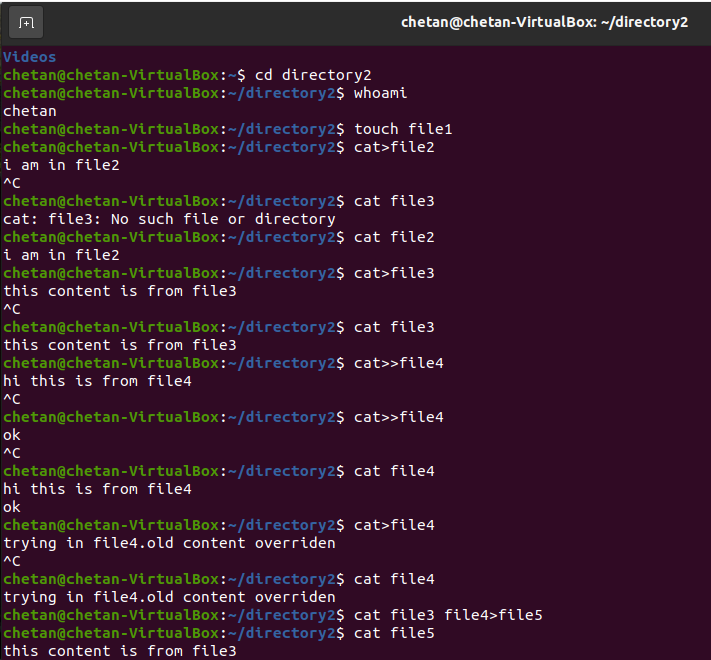 chetan@chetan-VirtualBox: ~/directory2
Videos
chetan@chetan-VirtualBox:~$ cd directory2
chetan@chetan-VirtualBox:~/directory2$ whoami
chetan
chetan@chetan-VirtualBox:~/directory2$ touch file1
chetan@chetan-VirtualBox:~/directory2$ cat>file2
i am in file2
^C
chetan@chetan-VirtualBox:~/directory2$ cat file3
cat: file3: No such file or directory
chetan@chetan-VirtualBox:~/directory2$ cat file2
i am in file2
chetan@chetan-VirtualBox:~/directory2$ cat>file3
this content is from file3
^C
chetan@chetan-VirtualBox:~/directory2$ cat file3
this content is from file3
chetan@chetan-VirtualBox:~/directory2$ cat>>file4
hi this is from file4
^C
chetan@chetan-VirtualBox:~/directory2$ cat>>file4
ok
^C
chetan@chetan-VirtualBox:~/directory2$ cat file4
hi this is from file4
ok
chetan@chetan-VirtualBox:~/directory2$ cat>file4
trying in file4.old content overriden
^C
chetan@chetan-VirtualBox:~/directory2$ cat file4
trying in file4.old content overriden
chetan@chetan-VirtualBox:~/directory2$ cat file3 file4>file5
chetan@chetan-VirtualBox:~/directory2$ cat file5
this content is from file3